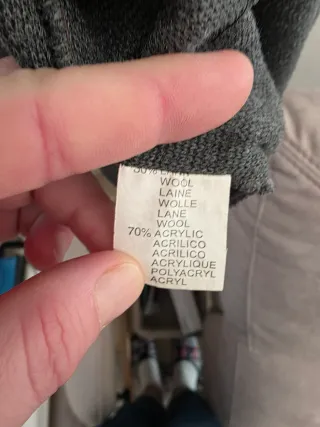 WOOL
LAINE
WOLLE
LANE
WOOL
70% ACRYLIC
ACRILICO
ACRILICO
ACRYLIQUE
POLYACRYL
ACRYL